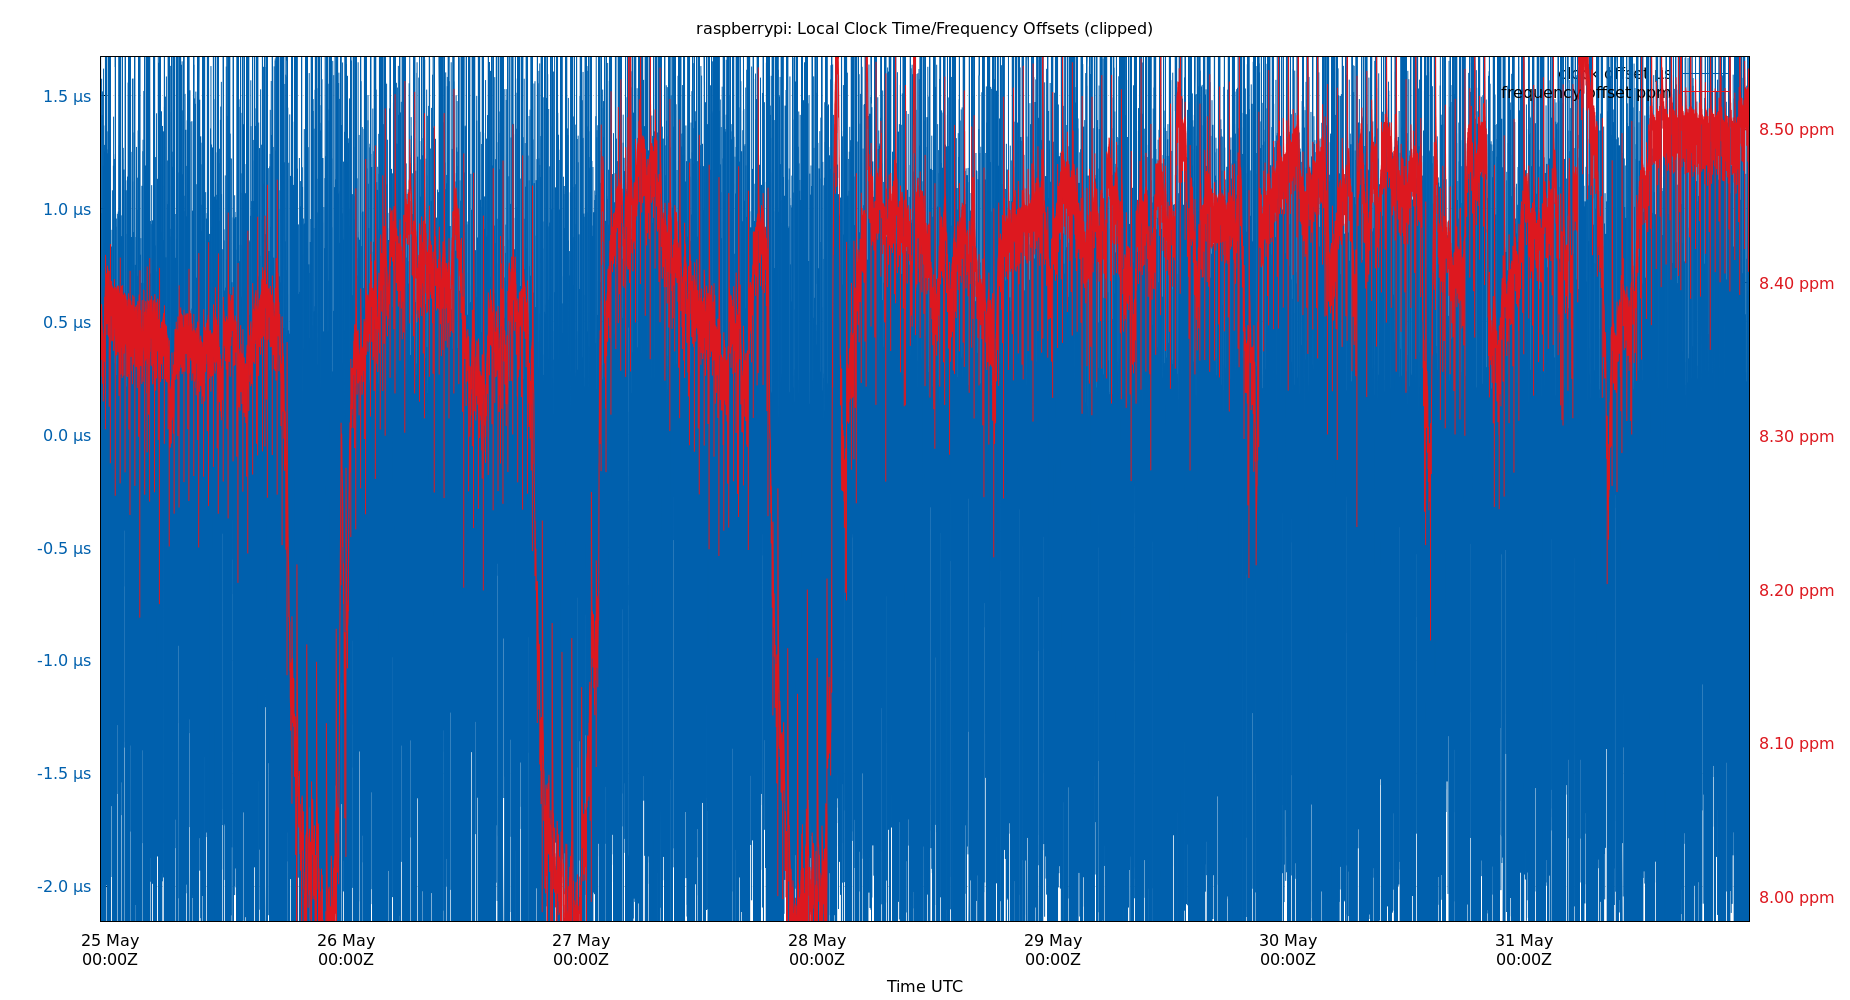 raspberrypi: Local Clock Time/Frequency Offsets (clipped)
clock offset µs
frequency offset ppm
1.5 µs
1.0 µs
0.5 µs
0.0 µs
-0.5 µs
-1.0 µs
-1.5 µs
-2.0 µs
8.50 ppm
8.40 ppm
8.30 ppm
8.20 ppm
8.10 ppm
8.00 ppm
25 May 26 May 27 May 28 May 29 May 30 May 31 May
00:00Z 00:00Z 00:00Z 00:00Z 00:00Z 00:00Z 00:00Z
Time UTC